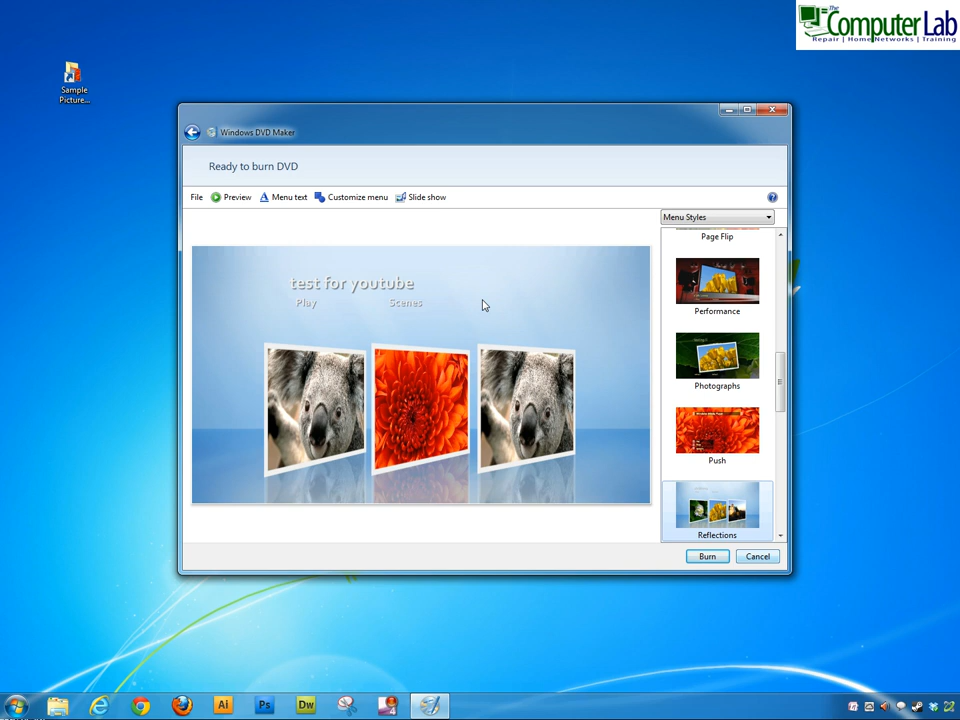 The
Computer Lab
Repair | Home Networks | Training
Sample
Picture...
Windows DVD Maker
Ready to burn DVD
File Preview A Menu text Customize menu Slide show ?
Menu Styles
Page Flip
test for youtube
Play Scenes
Performance
Photographs
Push
Reflections
Burn Cancel
Ai Ps Dw